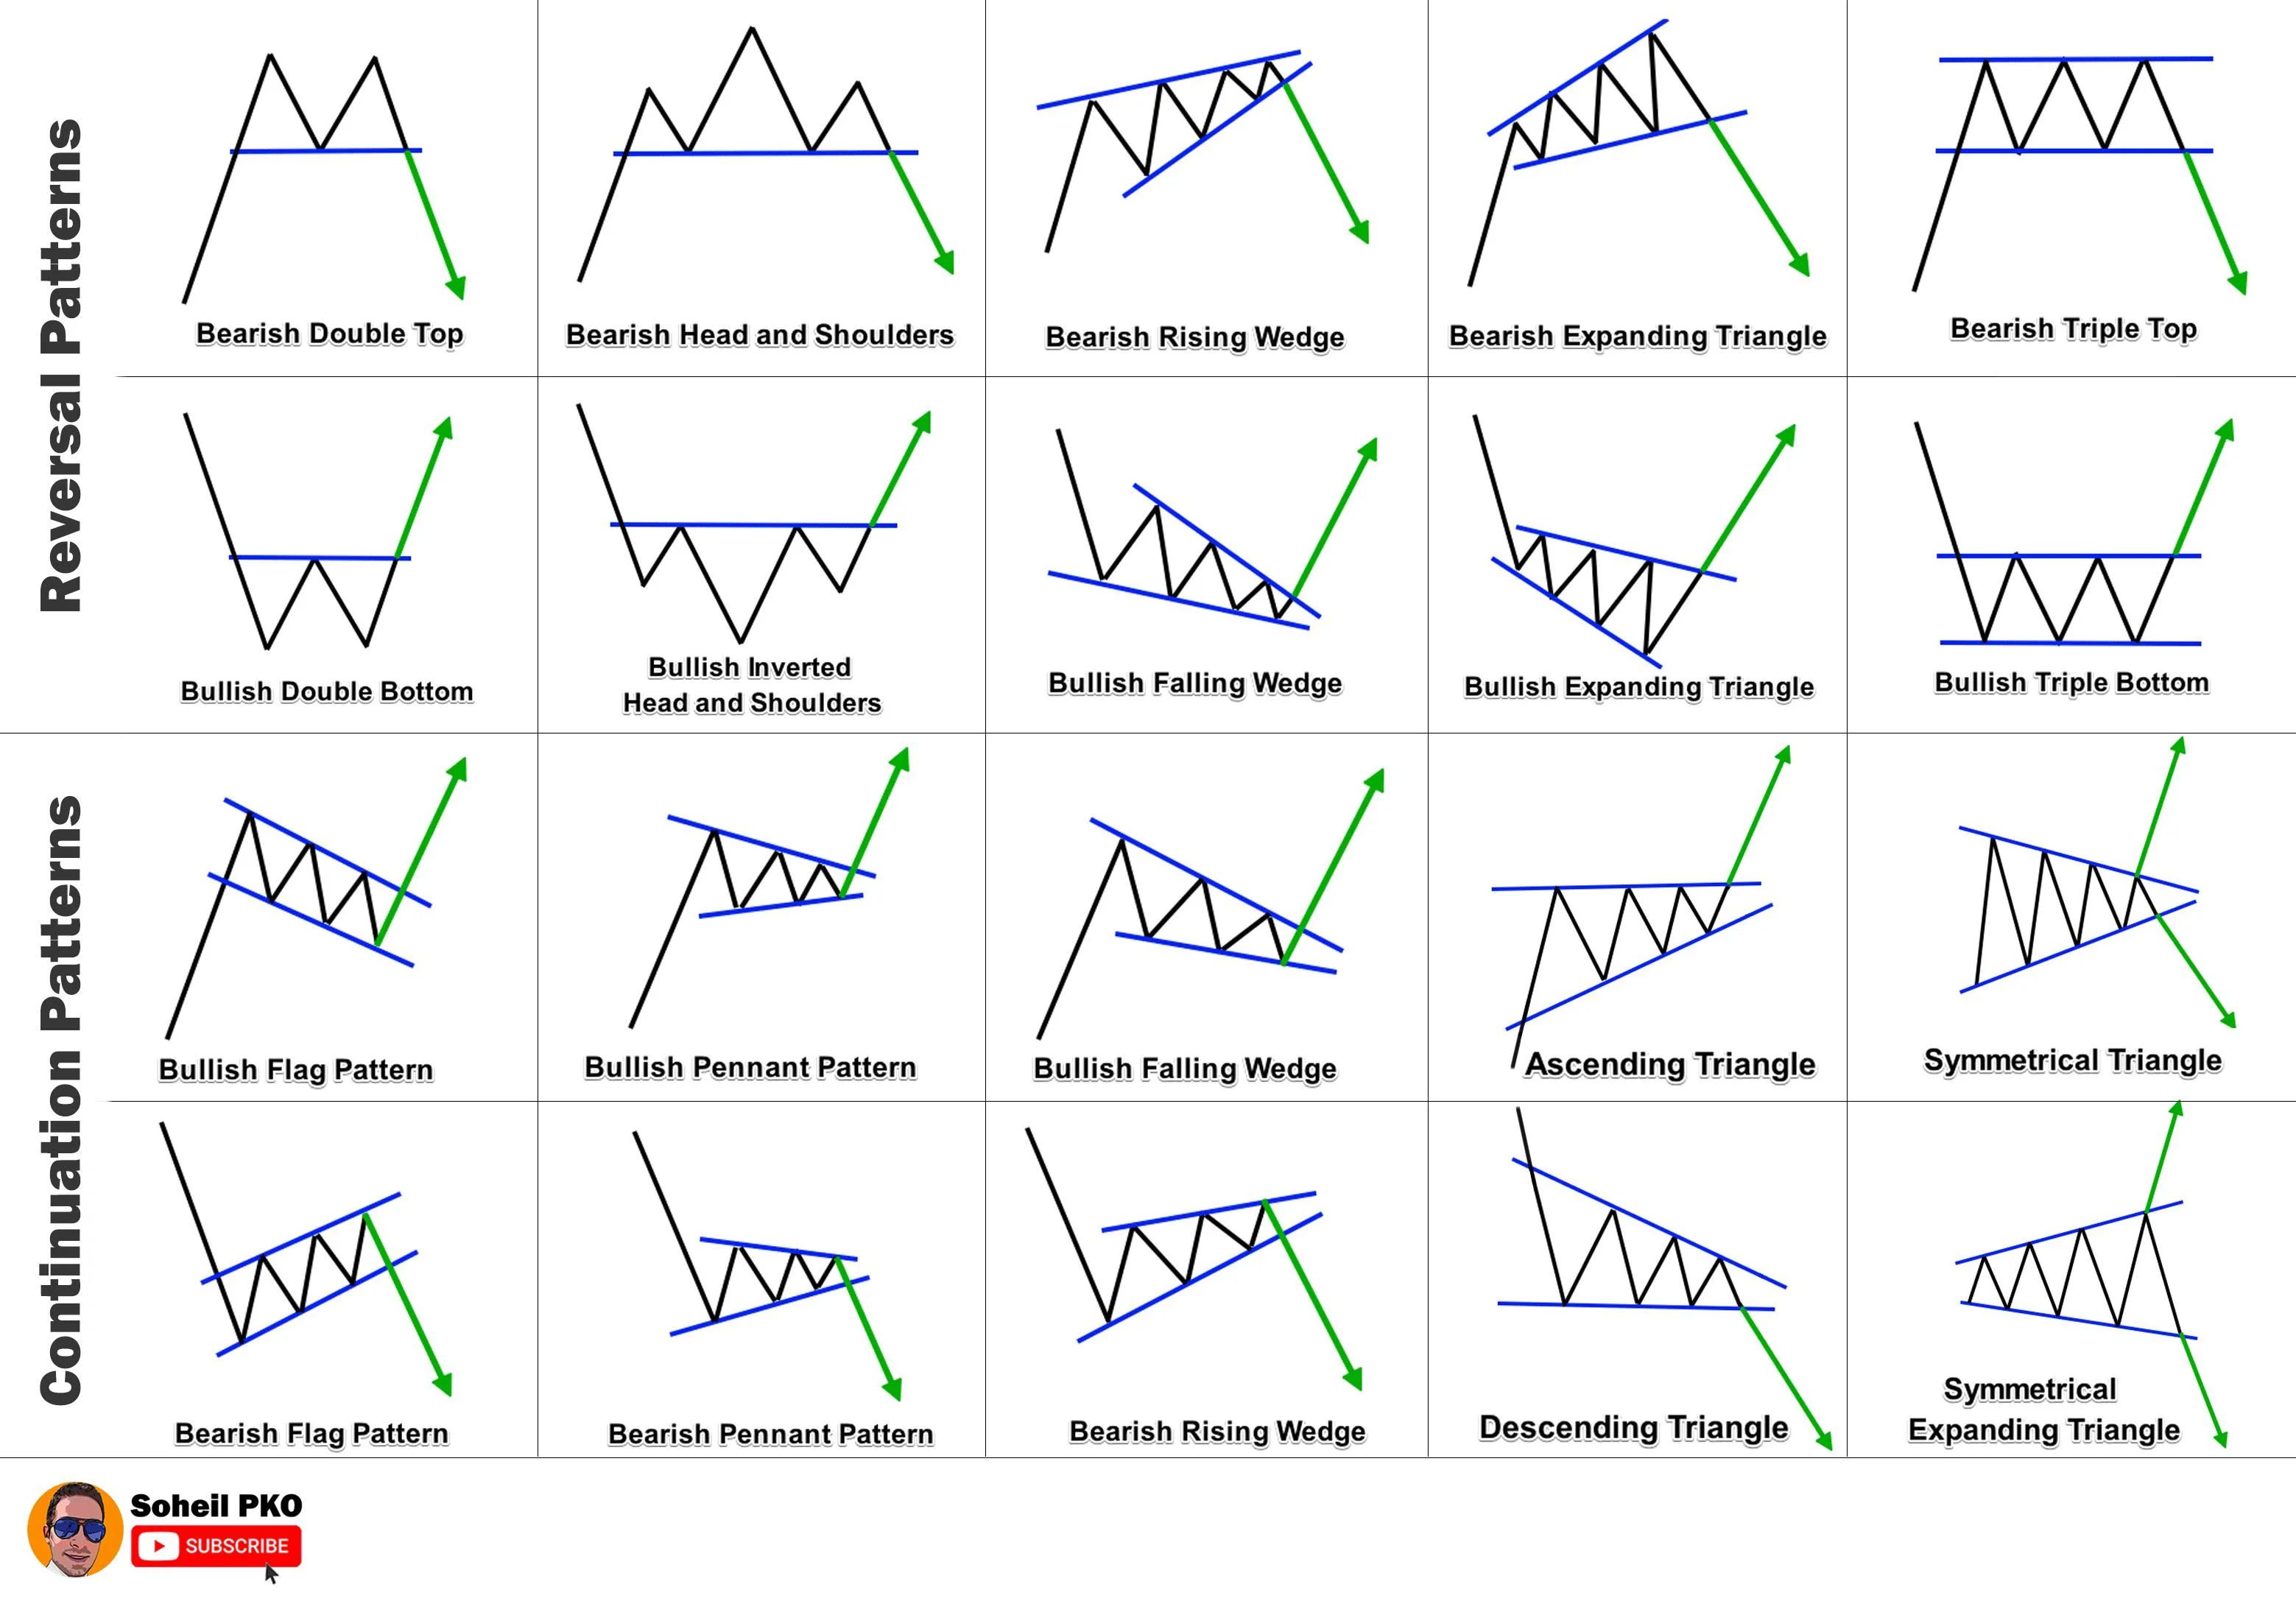 Reversal Patterns
Bearish Double Top
Bearish Head and Shoulders
Bearish Rising Wedge
Bearish Expanding Triangle
Bearish Triple Top
Bullish Double Bottom
Bullish Inverted
Head and Shoulders
Bullish Falling Wedge
Bullish Expanding Triangle
Bullish Triple Bottom
Continuation Patterns
Bullish Flag Pattern
Bullish Pennant Pattern
Bullish Falling Wedge
Ascending Triangle
Symmetrical Triangle
Bearish Flag Pattern
Bearish Pennant Pattern
Bearish Rising Wedge
Descending Triangle
Symmetrical
Expanding Triangle
Soheil PKO
SUBSCRIBE